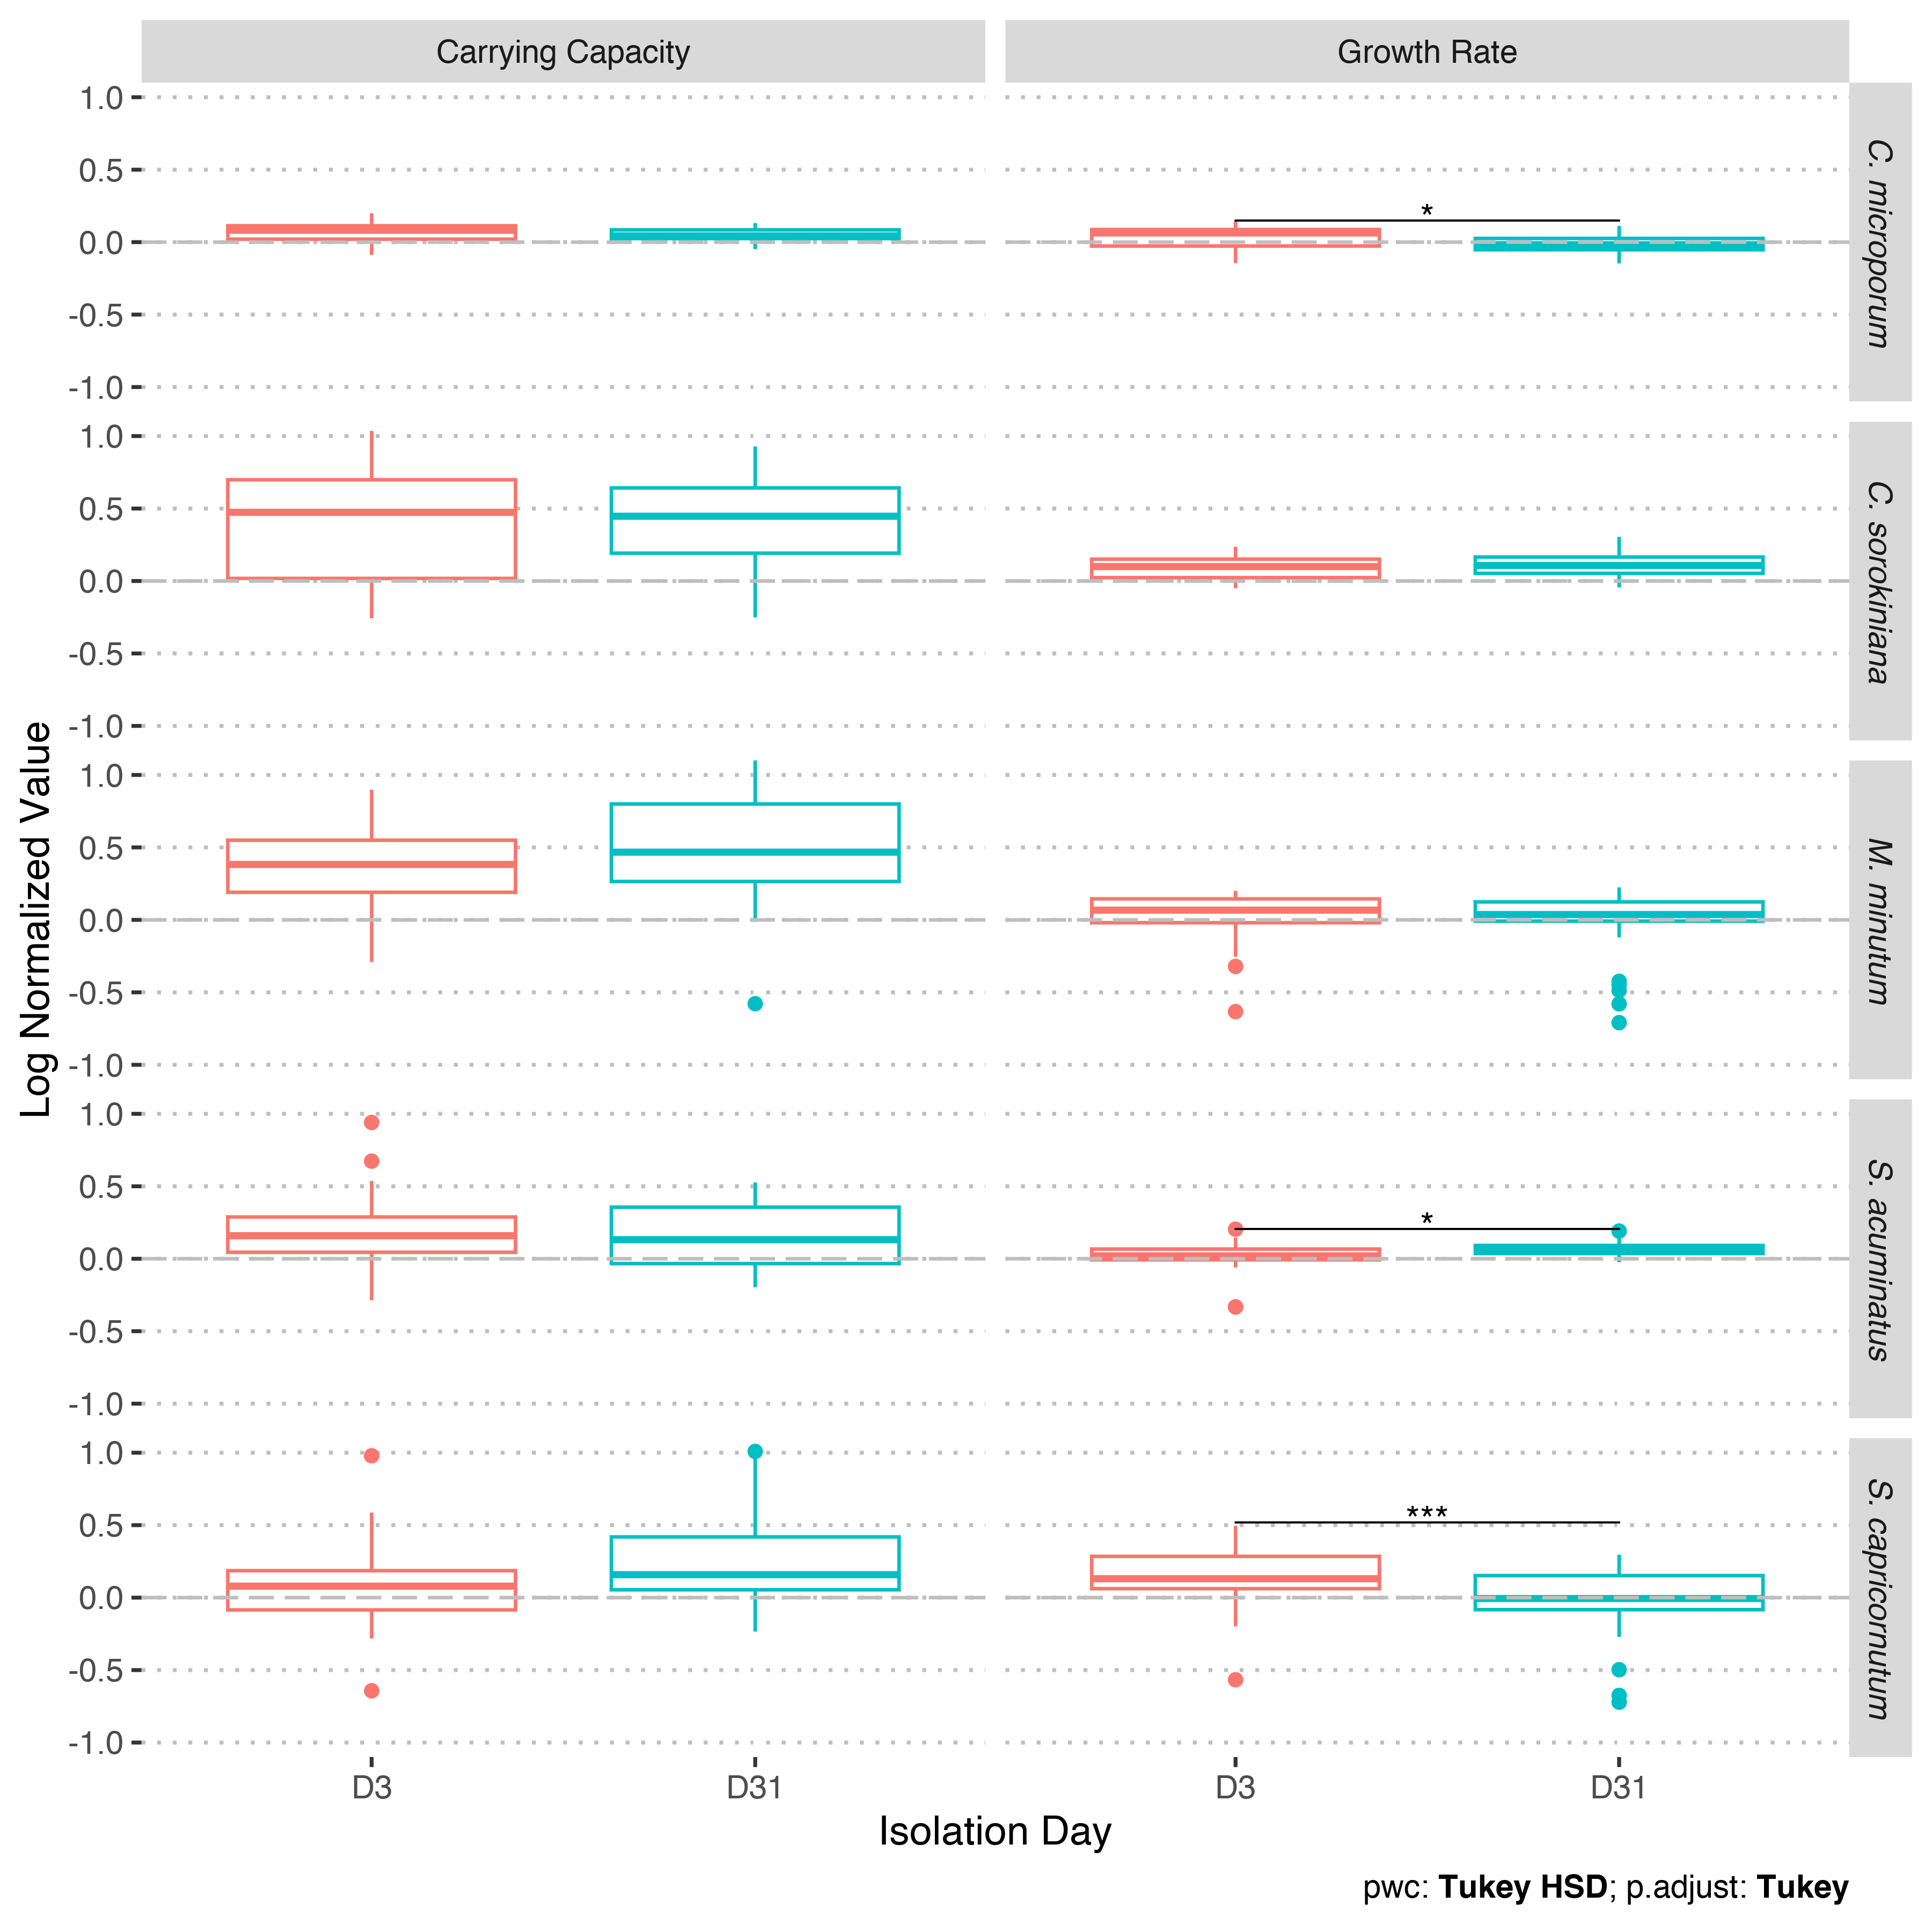 Carrying Capacity
Growth Rate
1.0
0.5
0.0
-0.5
-1.0
C. microporum
*
1.0
0.5
0.0
-0.5
-1.0
C. sorokiniana
1.0
0.5
0.0
-0.5
-1.0
M. minutum
1.0
0.5
0.0
-0.5
-1.0
S. acuminatus
*
1.0
0.5
0.0
-0.5
-1.0
S. capricornutum
***
Log Normalized Value
D3
D31
D3
D31
Isolation Day
pwc: Tukey HSD; p.adjust: Tukey